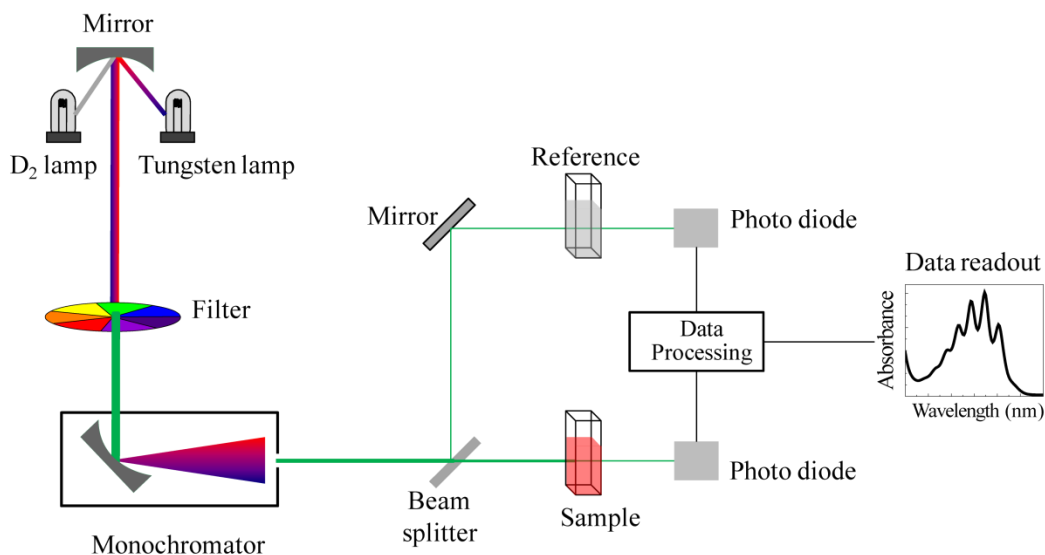 Mirror
D₂ lamp
Tungsten lamp
Filter
Monochromator
Mirror
Reference
Photo diode
Data
Processing
Beam
splitter
Sample
Photo diode
Data readout
Absorbance
Wavelength (nm)